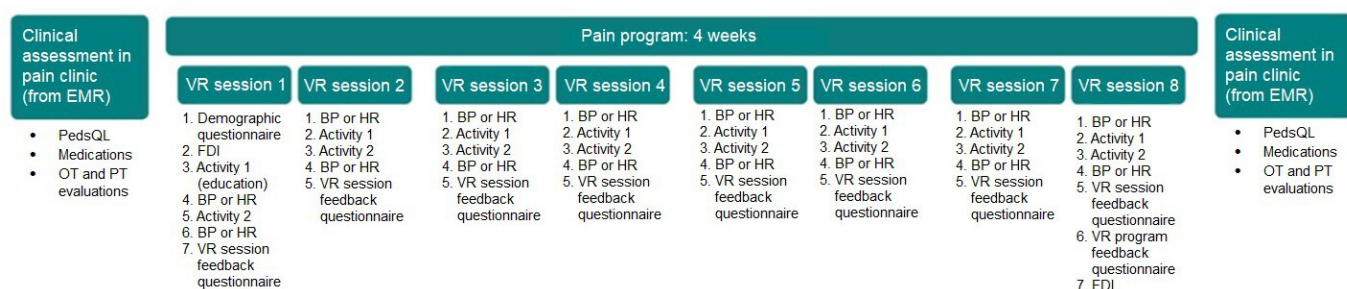 Clinical
assessment in
pain clinic
(from EMR)
• PedsQL
• Medications
• OT and PT
evaluations
Pain program: 4 weeks
VR session 1
1. Demographic
questionnaire
2. FDI
3. Activity 1
(education)
4. BP or HR
5. Activity 2
6. BP or HR
7. VR session
feedback
questionnaire
VR session 2
1. BP or HR
2. Activity 1
3. Activity 2
4. BP or HR
5. VR session
feedback
questionnaire
VR session 3
1. BP or HR
2. Activity 1
3. Activity 2
4. BP or HR
5. VR session
feedback
questionnaire
VR session 4
1. BP or HR
2. Activity 1
3. Activity 2
4. BP or HR
5. VR session
feedback
questionnaire
VR session 5
1. BP or HR
2. Activity 1
3. Activity 2
4. BP or HR
5. VR session
feedback
questionnaire
VR session 6
1. BP or HR
2. Activity 1
3. Activity 2
4. BP or HR
5. VR session
feedback
questionnaire
VR session 7
1. BP or HR
2. Activity 1
3. Activity 2
4. BP or HR
5. VR session
feedback
questionnaire
VR session 8
1. BP or HR
2. Activity 1
3. Activity 2
4. BP or HR
5. VR session
feedback
questionnaire
6. VR program
feedback
questionnaire
7. FDI
Clinical
assessment in
pain clinic
(from EMR)
• PedsQL
• Medications
• OT and PT
evaluations